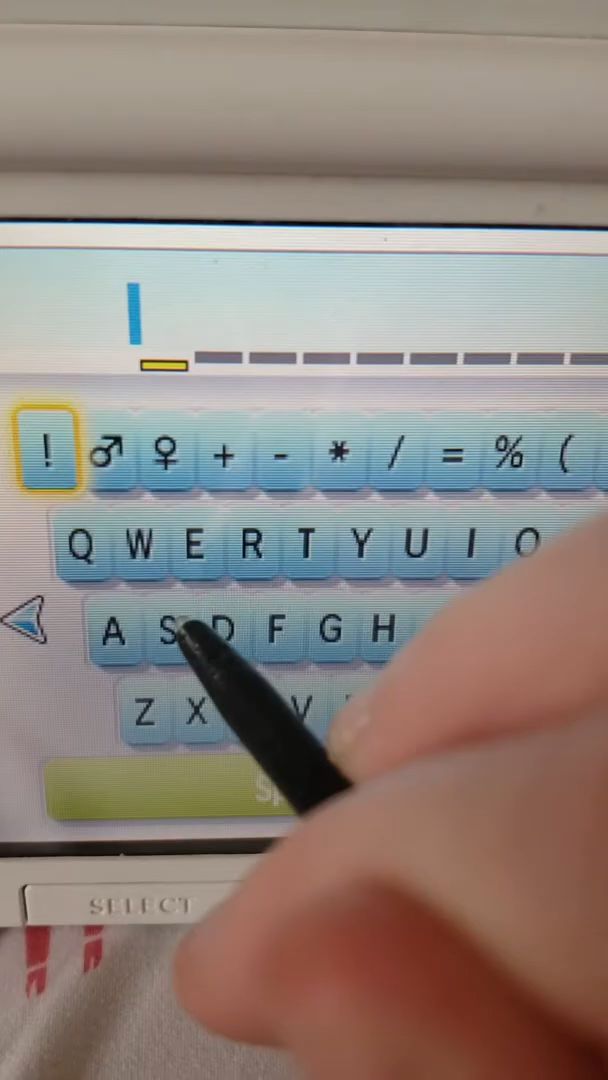 ! ♂ ♀ + - * / = % (
Q W E R T Y U I O
A S D F G H
Z X V
SELECT